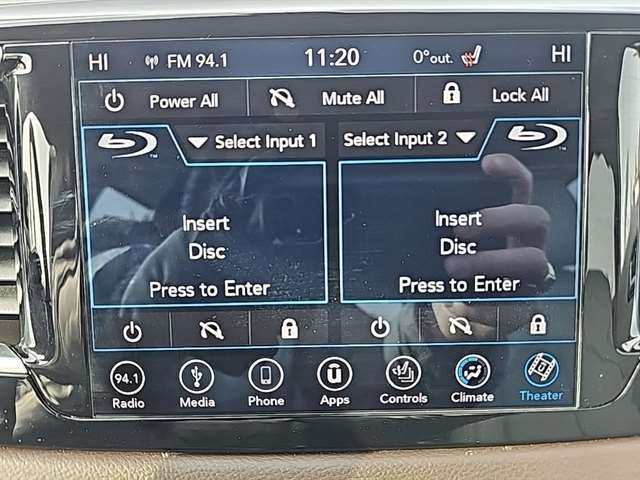 HI FM 94.1 11:20 0°out. HI
Power All Mute All Lock All
Select Input 1 Select Input 2
Insert
Disc
Press to Enter
Insert
Disc
Press to Enter
94.1
Radio Media Phone Apps Controls Climate Theater